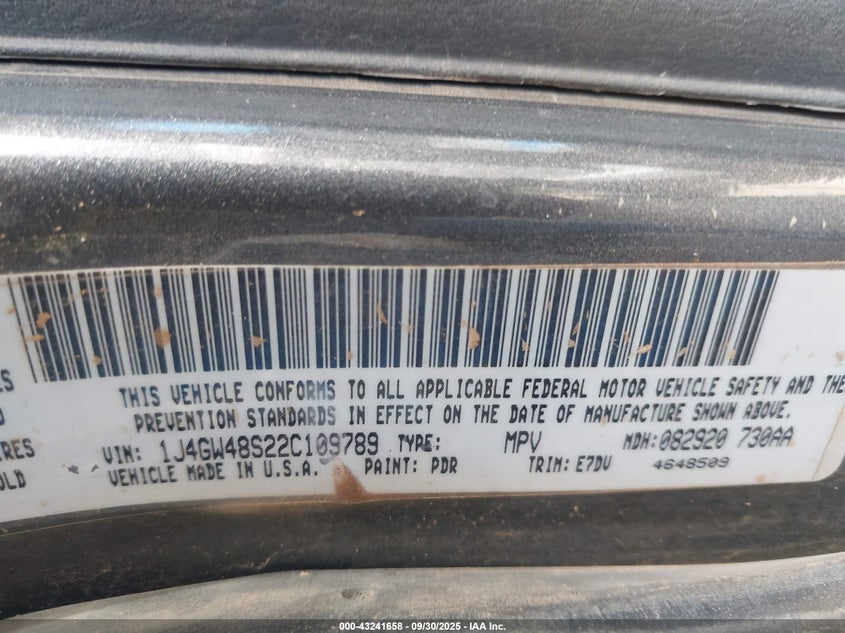 THIS VEHICLE CONFORMS TO ALL APPLICABLE FEDERAL MOTOR VEHICLE SAFETY AND THE
PREVENTION STANDARDS IN EFFECT ON THE DATE OF MANUFACTURE SHOWN ABOVE.
VIN: 1J4GW48S22C109789 TYPE: MPV MDH: 082920 730AA
VEHICLE MADE IN U.S.A. PAINT: PDR TRIM: E7DV 4648509
OLD
000-43241658 - 09/30/2025 - IAA Inc.